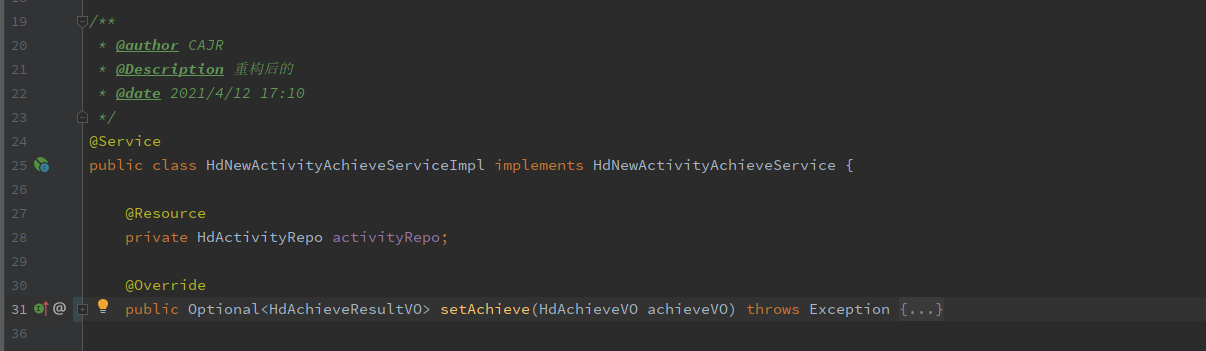 19 /**
20 * @author CAJR
21 * @Description 重构后的
22 * @date 2021/4/12 17:10
23 */
24 @Service
25 public class HdNewActivityAchieveServiceImpl implements HdNewActivityAchieveService {
26
27 @Resource
28 private HdActivityRepo activityRepo;
29
30 @Override
31 @ public Optional<HdAchieveResultVO> setAchieve(HdAchieveVO achieveVO) throws Exception {...}
36